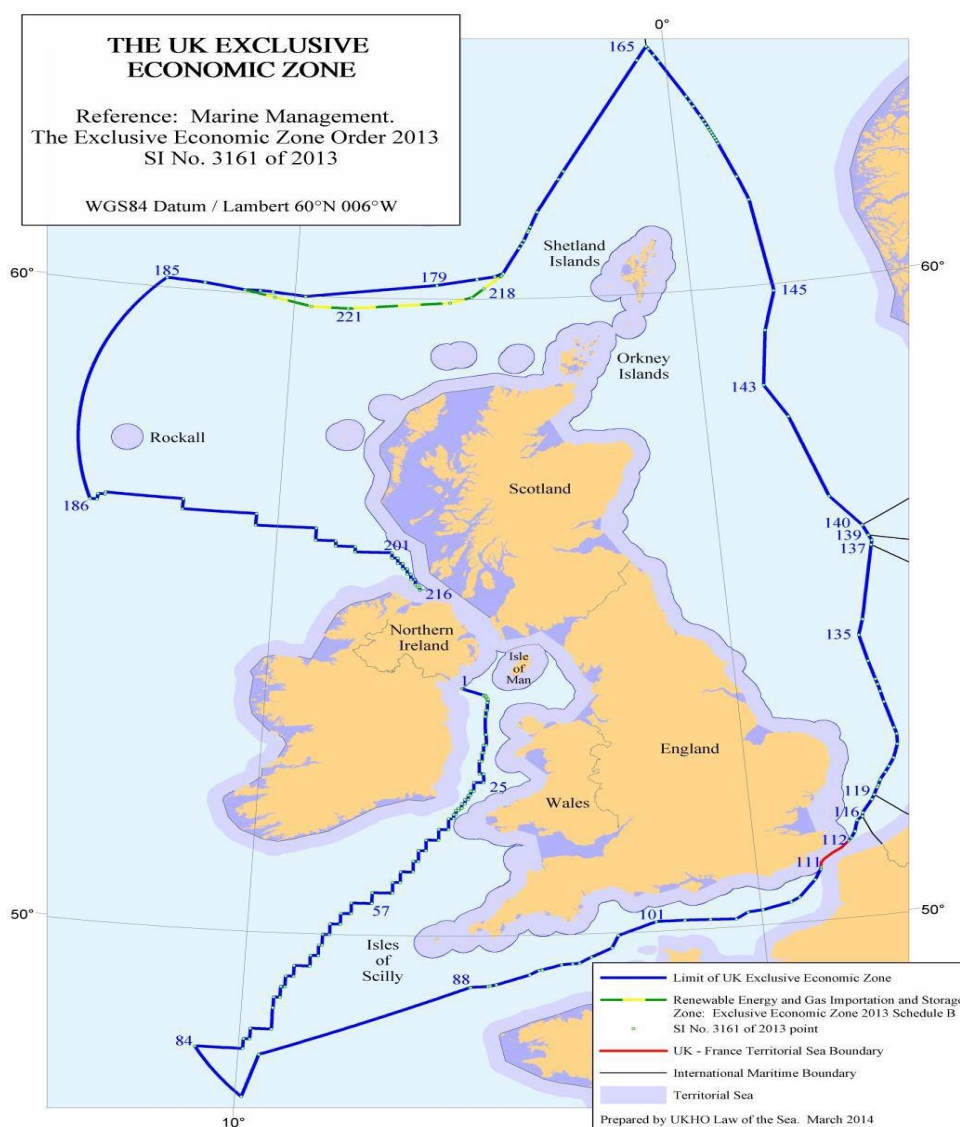 THE UK EXCLUSIVE
ECONOMIC ZONE
Reference: Marine Management.
The Exclusive Economic Zone Order 2013
SI No. 3161 of 2013
WGS84 Datum / Lambert 60°N 006°W
0°
165
Shetland
Islands
60°
185
179
60°
218
145
221
Orkney
Islands
143
Rockall
Scotland
186
140
201
139
137
216
Northern
Ireland
135
Isle
of
Man
1
England
25
119
Wales
116
112
111
57
50°
101
50°
Isles
of
Scilly
88
Limit of UK Exclusive Economic Zone
Renewable Energy and Gas Importation and Storage
Zone: Exclusive Economic Zone 2013 Schedule B
SI No. 3161 of 2013 point
84
UK - France Territorial Sea Boundary
International Maritime Boundary
Territorial Sea
10°
Prepared by UKHO Law of the Sea. March 2014